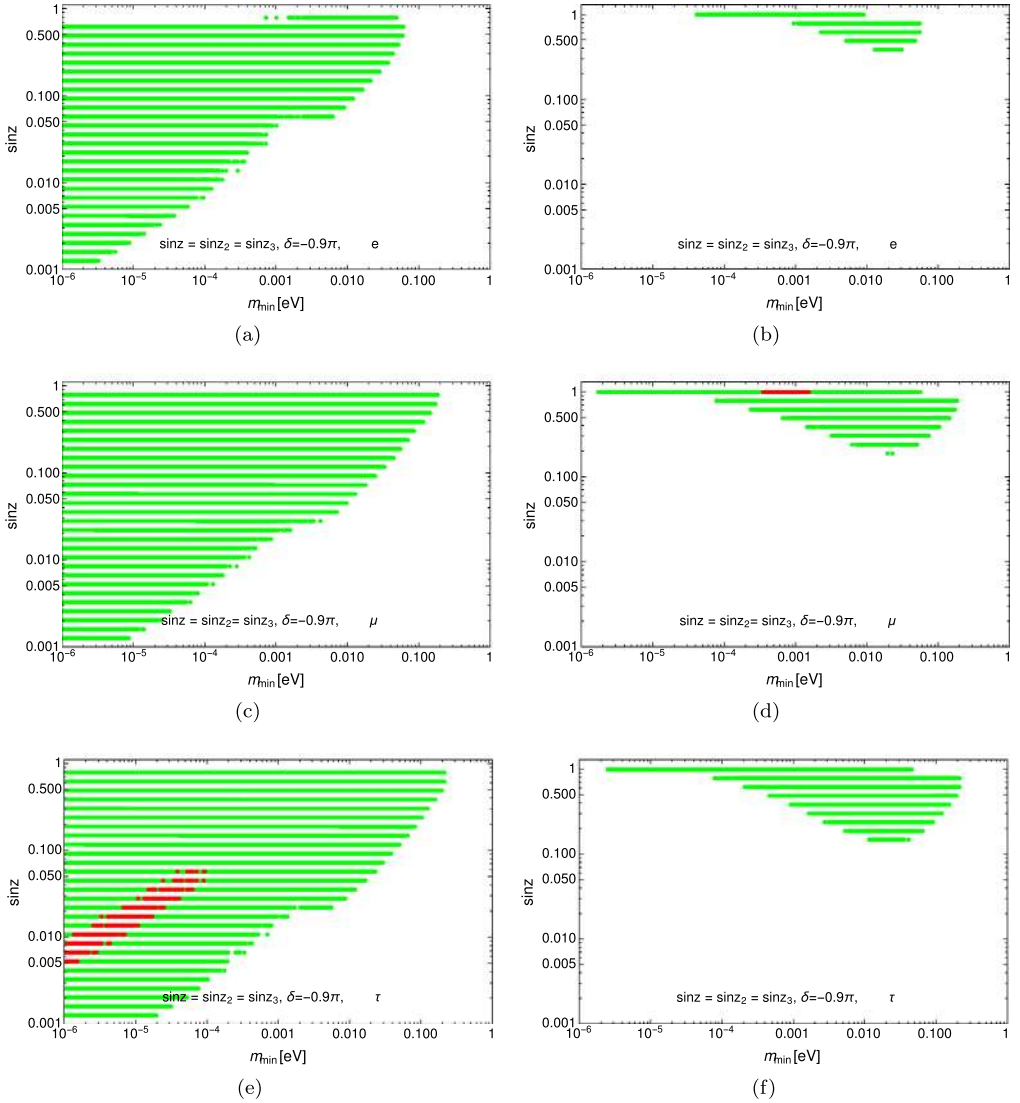 1
0.500
0.100
0.050
0.010
0.005
0.001
sinz
sinz = sinz₂ = sinz₃, δ=−0.9π, e
10⁻⁶ 10⁻⁵ 10⁻⁴ 0.001 0.010 0.100 1
m_min [eV]
(a)
1
0.500
0.100
0.050
0.010
0.005
0.001
sinz
sinz = sinz₂ = sinz₃, δ=−0.9π, e
10⁻⁶ 10⁻⁵ 10⁻⁴ 0.001 0.010 0.100 1
m_min [eV]
(b)
1
0.500
0.100
0.050
0.010
0.005
0.001
sinz
sinz = sinz₂= sinz₃, δ=−0.9π, μ
10⁻⁶ 10⁻⁵ 10⁻⁴ 0.001 0.010 0.100 1
m_min [eV]
(c)
1
0.500
0.100
0.050
0.010
0.005
0.001
sinz
sinz = sinz₂= sinz₃, δ=−0.9π, μ
10⁻⁶ 10⁻⁵ 10⁻⁴ 0.001 0.010 0.100 1
m_min [eV]
(d)
1
0.500
0.100
0.050
0.010
0.005
0.001
sinz
sinz = sinz₂ = sinz₃, δ=−0.9π, τ
10⁻⁶ 10⁻⁵ 10⁻⁴ 0.001 0.010 0.100 1
m_min [eV]
(e)
1
0.500
0.100
0.050
0.010
0.005
0.001
sinz
sinz = sinz₂ = sinz₃, δ=−0.9π, τ
10⁻⁶ 10⁻⁵ 10⁻⁴ 0.001 0.010 0.100 1
m_min [eV]
(f)